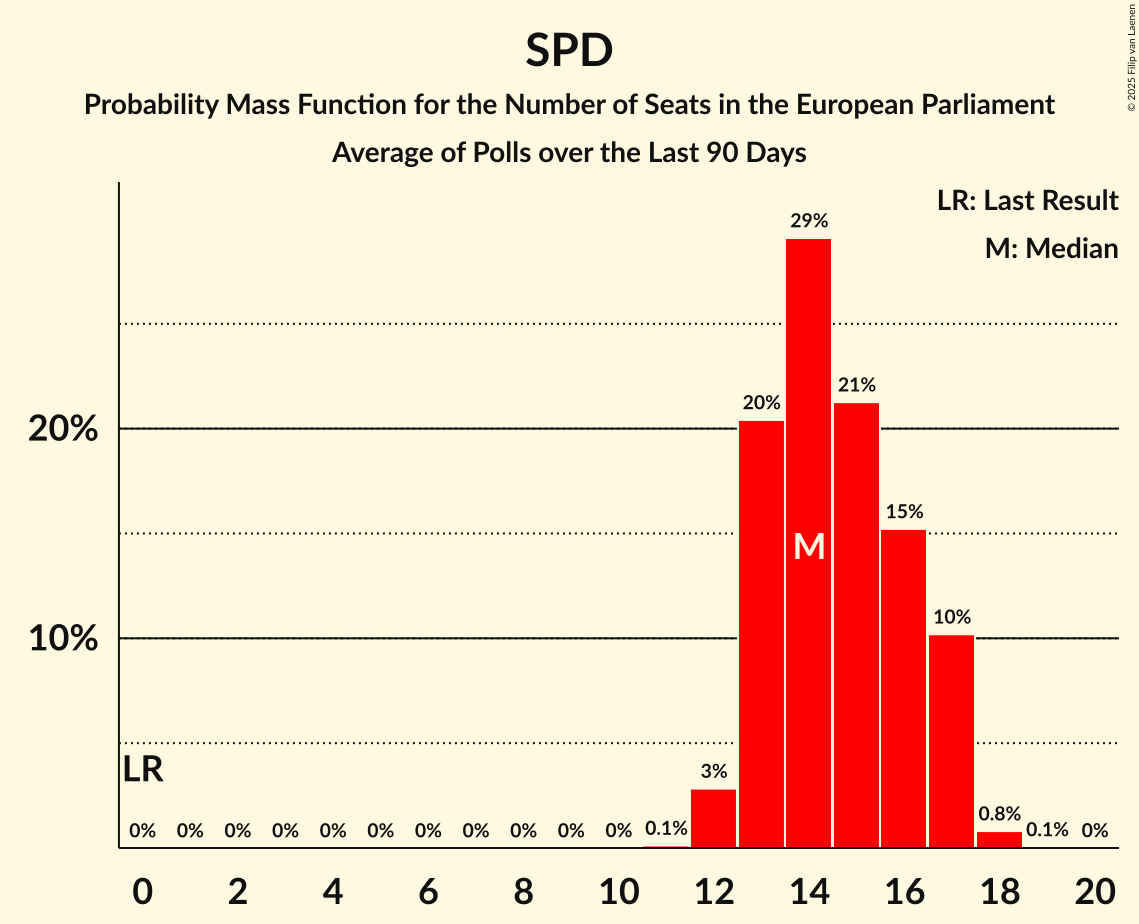 SPD
Probability Mass Function for the Number of Seats in the European Parliament
Average of Polls over the Last 90 Days
© 2025 Filip van Laenen
LR: Last Result
M: Median
29%
21%
20%
20%
15%
M
10%
10%
LR
3%
0.8%
0% 0% 0% 0% 0% 0% 0% 0% 0% 0% 0% 0.1% 0.1% 0%
0 2 4 6 8 10 12 14 16 18 20